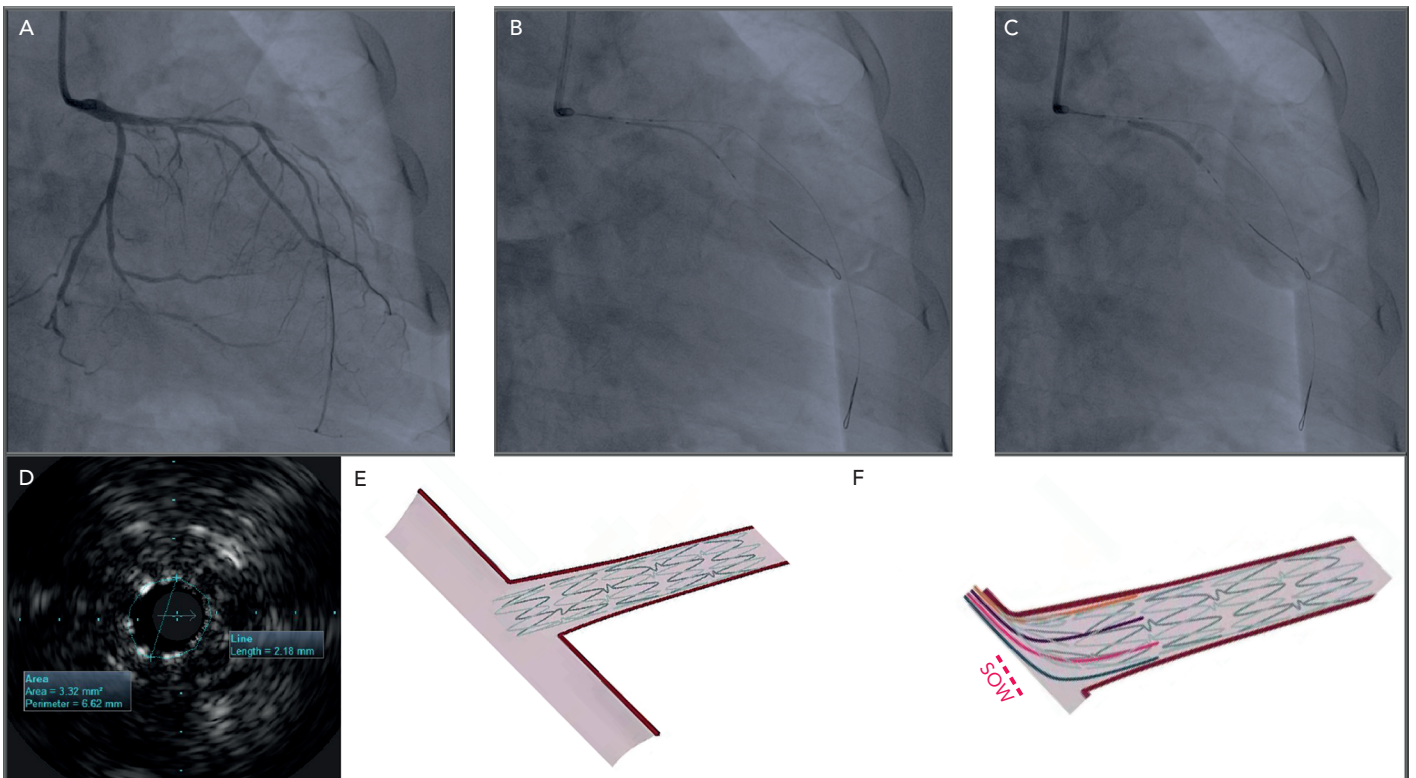 A
B
C
D
Line
Length = 2.18 mm
Area
Area = 3.32 mm²
Perimeter = 6.62 mm
E
F
SOW